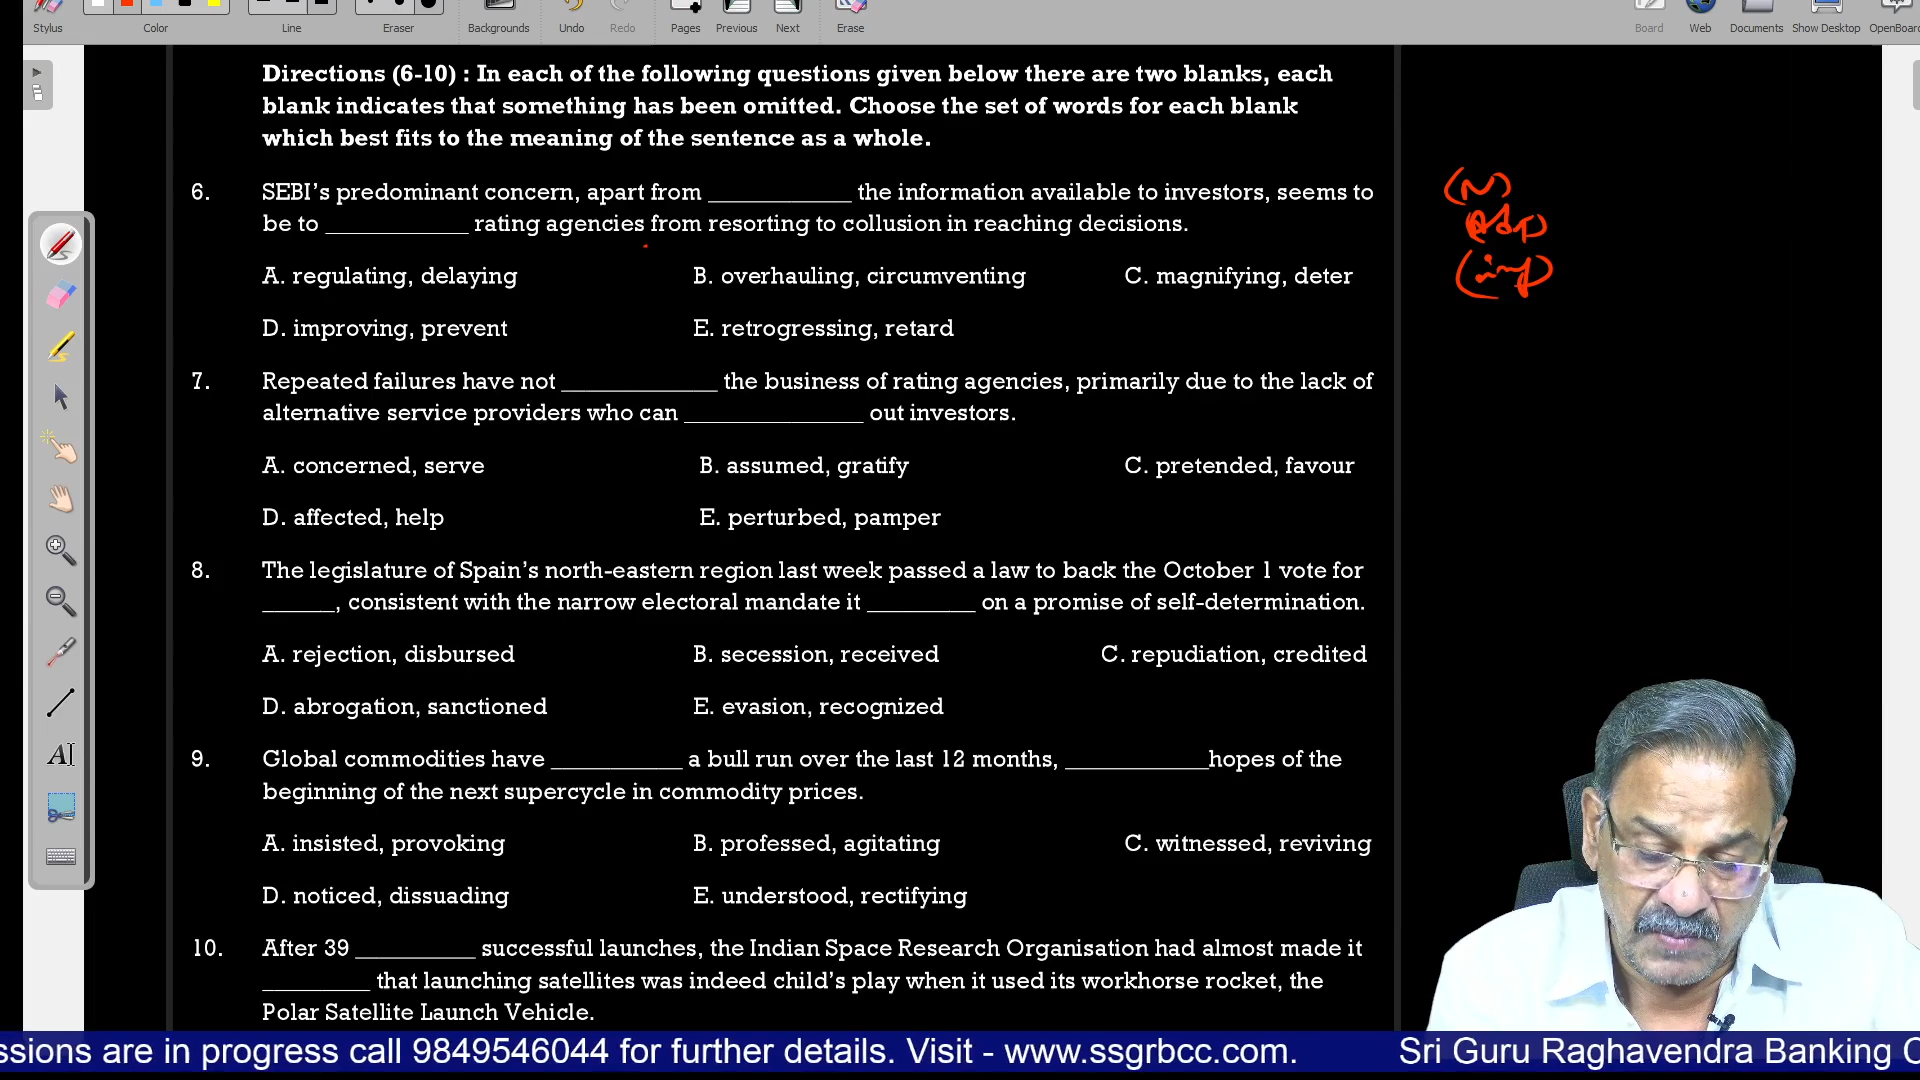 Stylus Color Line Eraser Backgrounds Undo Redo Pages Previous Next Erase Board Web Documents Show Desktop OpenBoard
Directions (6-10) : In each of the following questions given below there are two blanks, each
blank indicates that something has been omitted. Choose the set of words for each blank
which best fits to the meaning of the sentence as a whole.
6. SEBI's predominant concern, apart from ____________ the information available to investors, seems to
be to ____________ rating agencies from resorting to collusion in reaching decisions.
A. regulating, delaying B. overhauling, circumventing C. magnifying, deter
D. improving, prevent E. retrogressing, retard
(N)
(ing)
7. Repeated failures have not _____________ the business of rating agencies, primarily due to the lack of
alternative service providers who can _______________ out investors.
A. concerned, serve B. assumed, gratify C. pretended, favour
D. affected, help E. perturbed, pamper
8. The legislature of Spain's north-eastern region last week passed a law to back the October 1 vote for
______, consistent with the narrow electoral mandate it _________ on a promise of self-determination.
A. rejection, disbursed B. secession, received C. repudiation, credited
D. abrogation, sanctioned E. evasion, recognized
9. Global commodities have ___________ a bull run over the last 12 months, ____________hopes of the
beginning of the next supercycle in commodity prices.
A. insisted, provoking B. professed, agitating C. witnessed, reviving
D. noticed, dissuading E. understood, rectifying
10. After 39 __________ successful launches, the Indian Space Research Organisation had almost made it
_________ that launching satellites was indeed child's play when it used its workhorse rocket, the
Polar Satellite Launch Vehicle.
ssions are in progress call 9849546044 for further details. Visit - www.ssgrbcc.com. Sri Guru Raghavendra Banking C